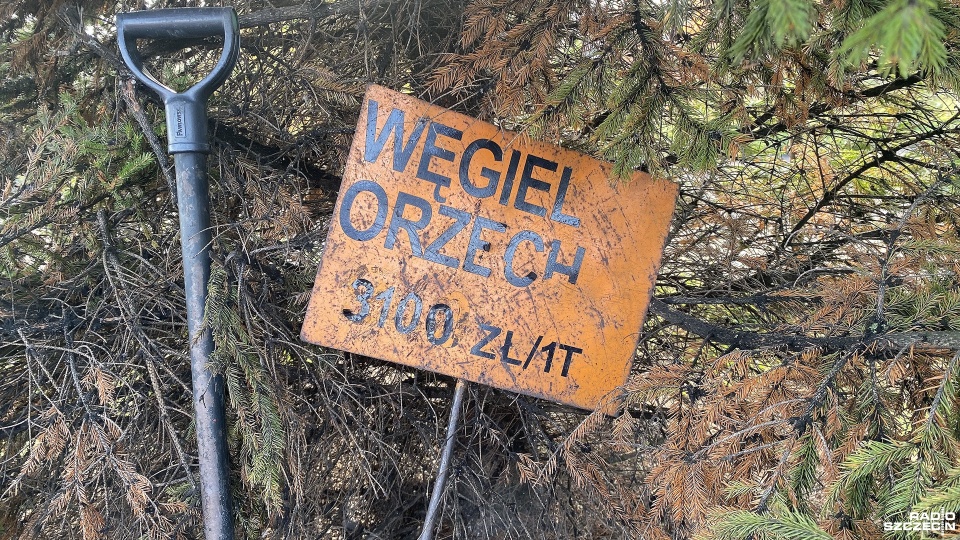 WĘGIEL
ORZECH
3100 ZŁ/1T
RADIO
SZCZECIN